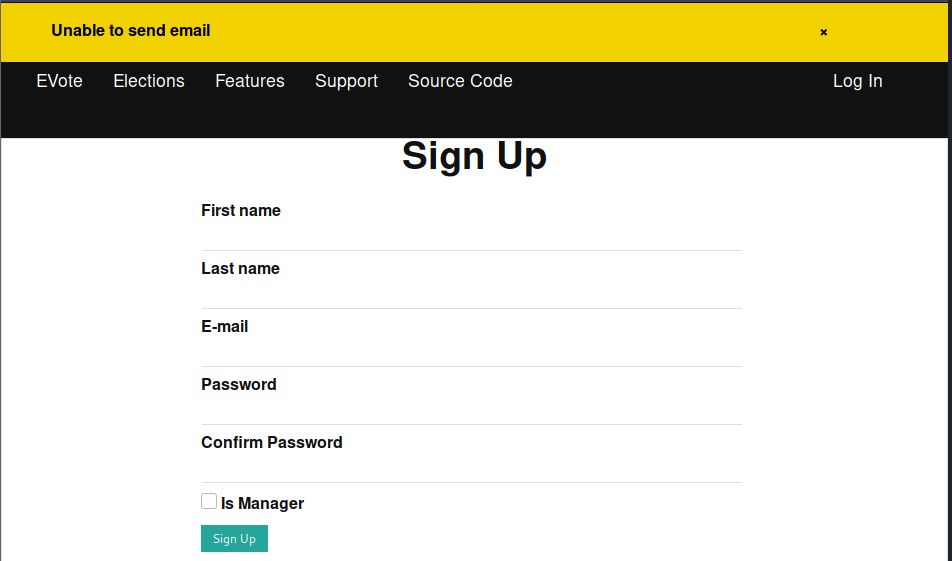 Unable to send email ×
EVote Elections Features Support Source Code Log In
Sign Up
First name
Last name
E-mail
Password
Confirm Password
Is Manager
Sign Up